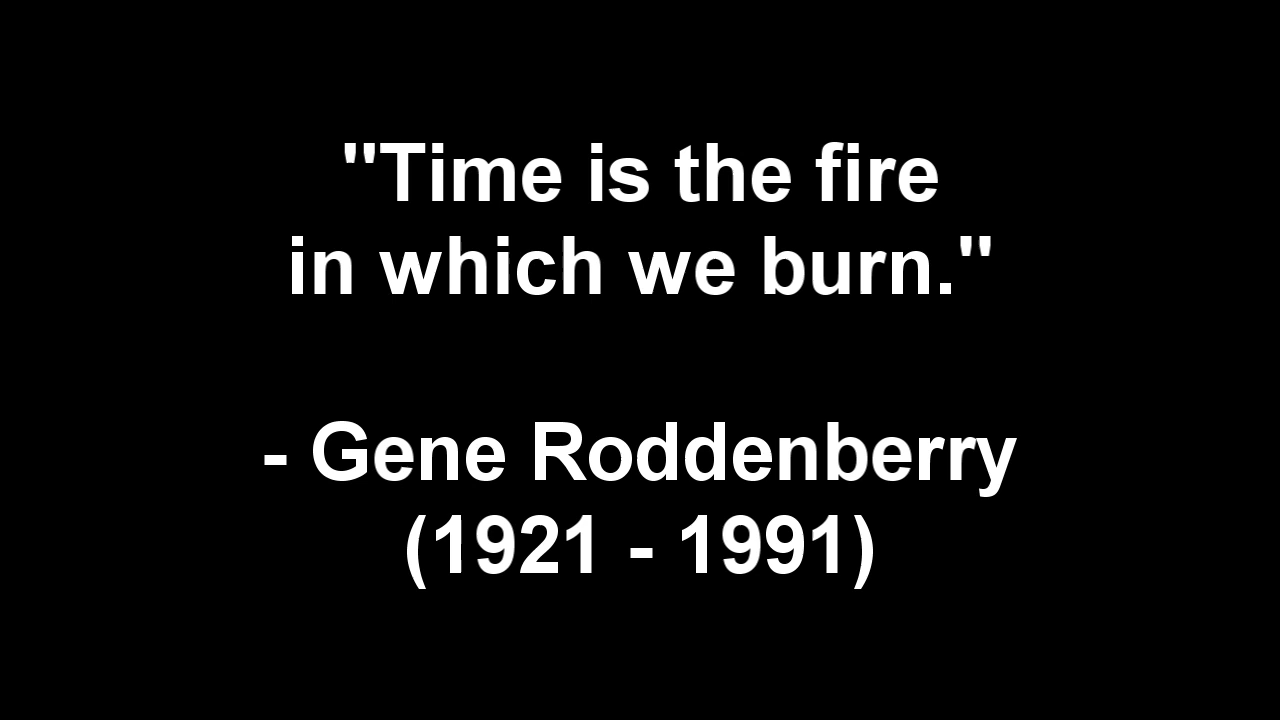 "Time is the fire
in which we burn."
- Gene Roddenberry
(1921 - 1991)